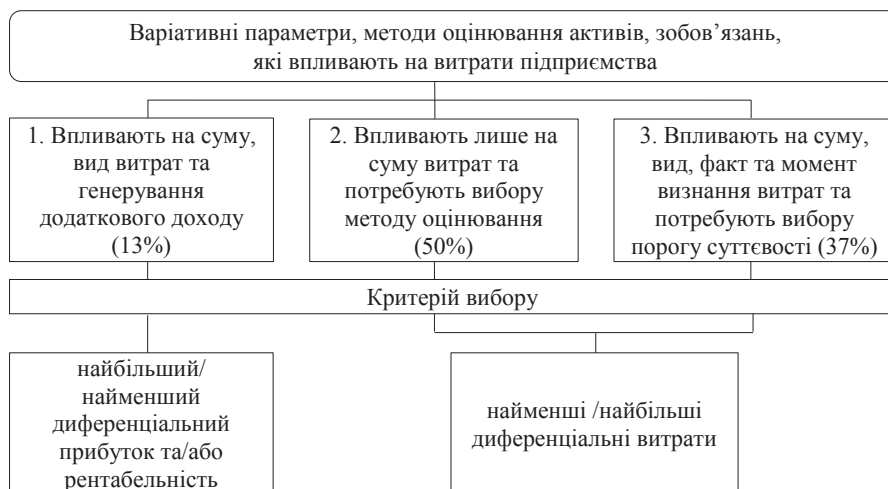 Варіативні параметри, методи оцінювання активів, зобов’язань,
які впливають на витрати підприємства
1. Впливають на суму,
вид витрат та
генерування
додаткового доходу
(13%)
2. Впливають лише на
суму витрат та
потребують вибору
методу оцінювання
(50%)
3. Впливають на суму,
вид, факт та момент
визнання витрат та
потребують вибору
порогу суттєвості (37%)
Критерій вибору
найбільший/
найменший
диференціальний
прибуток та/або
рентабельність
найменші /найбільші
диференціальні витрати